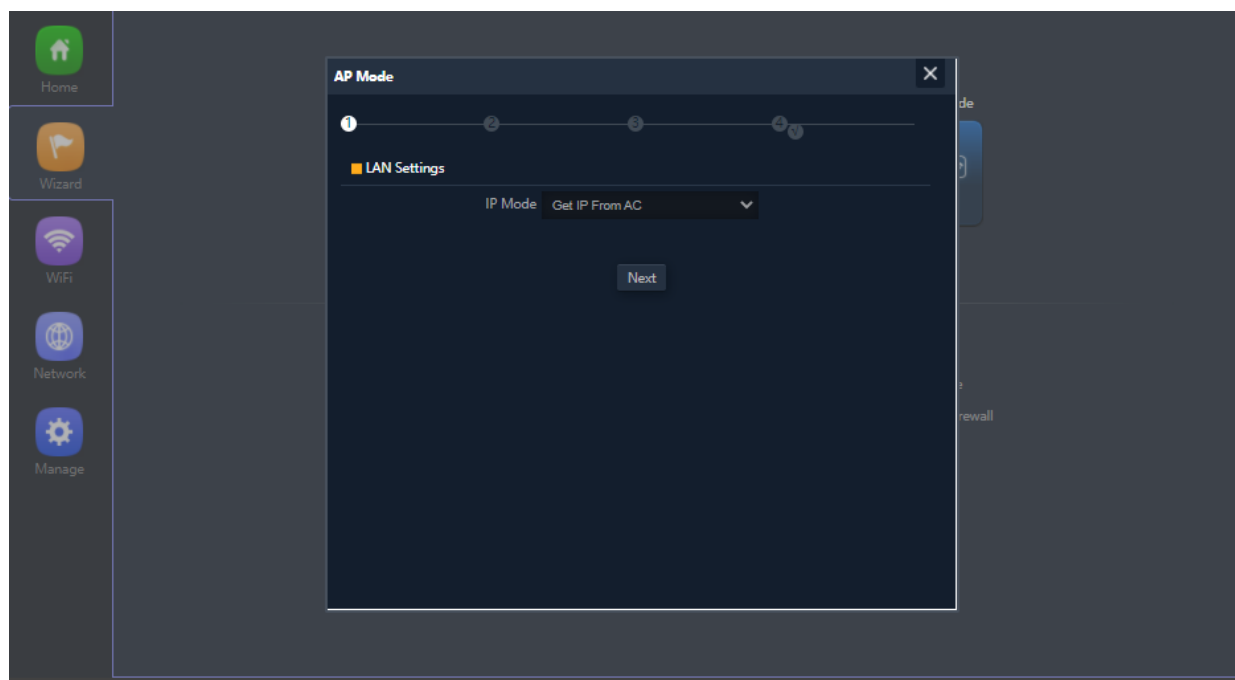 Home
Wizard
WiFi
Network
Manage
AP Mode
1
2
3
4
LAN Settings
IP Mode Get IP From AC
Next
de
e
rewall